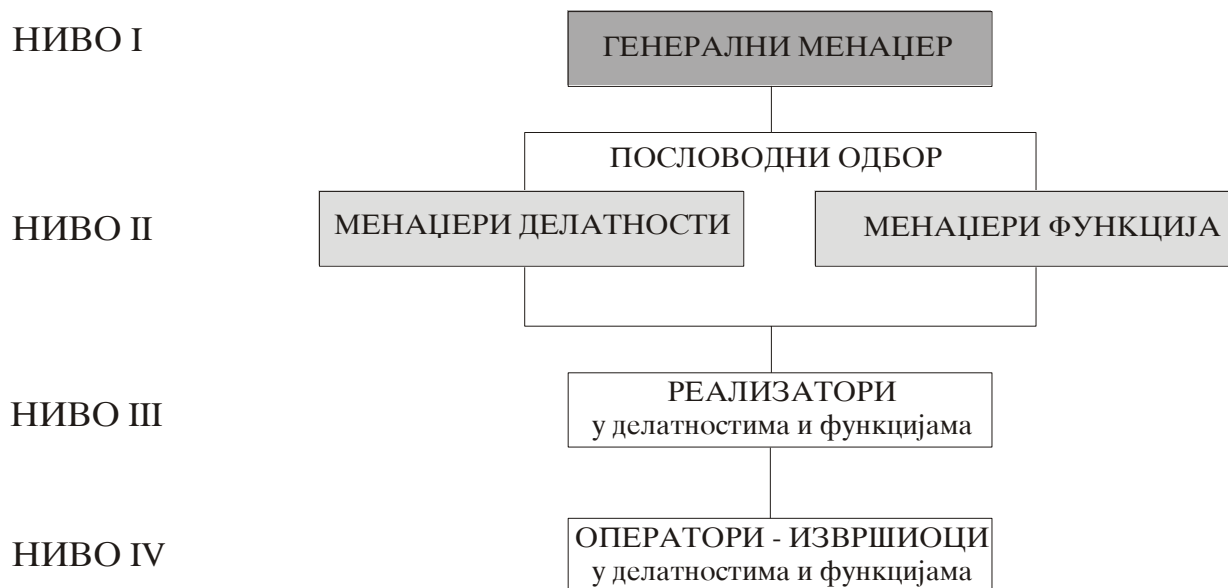 НИВО I
ГЕНЕРАЛНИ МЕНАЏЕР
ПОСЛОВОДНИ ОДБОР
НИВО II
МЕНАЏЕРИ ДЕЛАТНОСТИ
МЕНАЏЕРИ ФУНКЦИЈА
НИВО III
РЕАЛИЗАТОРИ
у делатностима и функцијама
НИВО IV
ОПЕРАТОРИ - ИЗВРШИОЦИ
у делатностима и функцијама